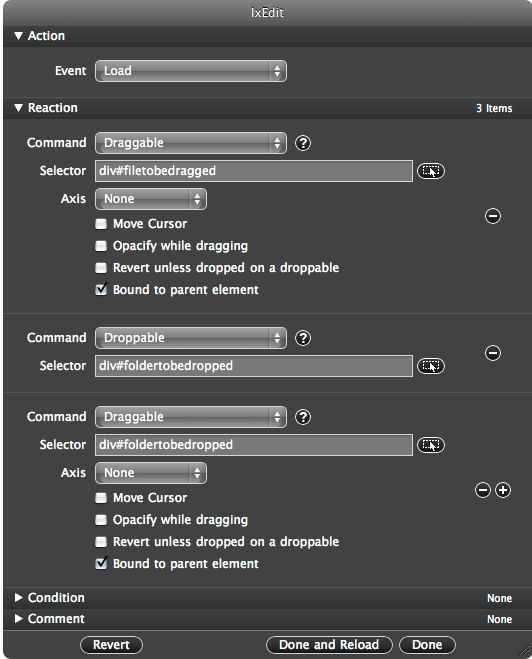 IxEdit
Action
Event Load
Reaction 3 Items
Command Draggable ?
Selector div#filetobedragged
Axis None
Move Cursor
Opacify while dragging
Revert unless dropped on a droppable
Bound to parent element
Command Droppable ?
Selector div#foldertobedropped
Command Draggable ?
Selector div#foldertobedropped
Axis None
Move Cursor
Opacify while dragging
Revert unless dropped on a droppable
Bound to parent element
Condition None
Comment None
Revert Done and Reload Done